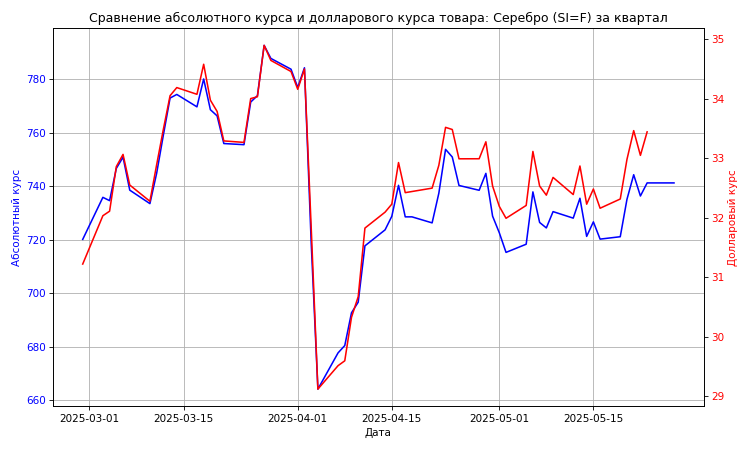 Сравнение абсолютного курса и долларового курса товара: Серебро (SI=F) за квартал
780
760
740
720
700
680
660
Абсолютный курс
35
34
33
32
31
30
29
Долларовый курс
2025-03-01 2025-03-15 2025-04-01 2025-04-15 2025-05-01 2025-05-15
Дата